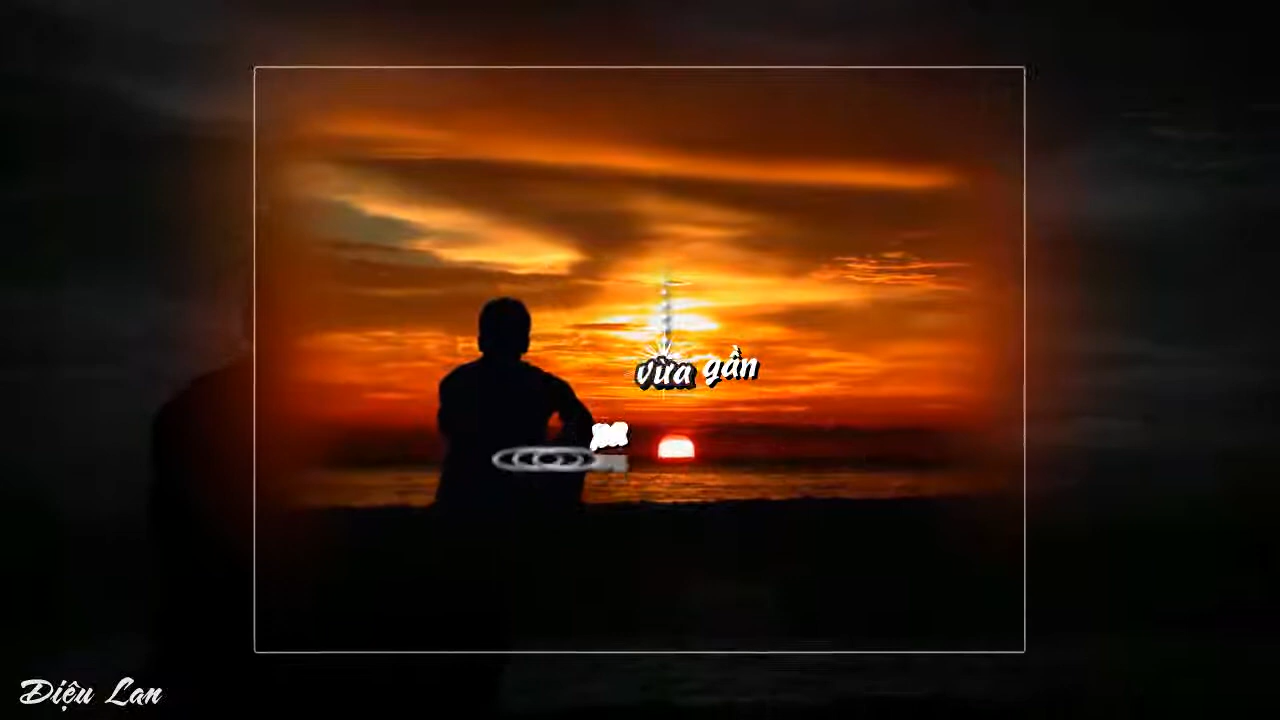 vừa gần
Diệu Lan